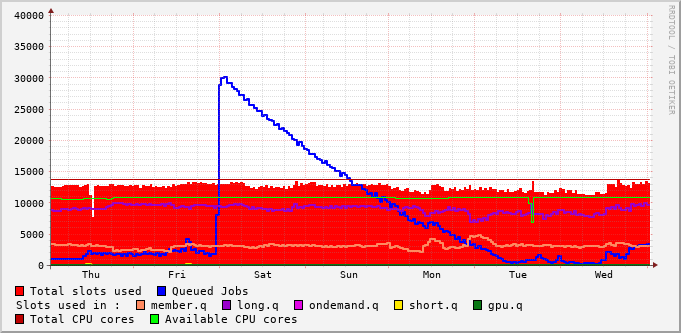 40000
35000
30000
25000
20000
15000
10000
5000
0
Thu Fri Sat Sun Mon Tue Wed
RRDTOOL / TOBI OETIKER
Total slots used Queued Jobs
Slots used in : member.q long.q ondemand.q short.q gpu.q
Total CPU cores Available CPU cores